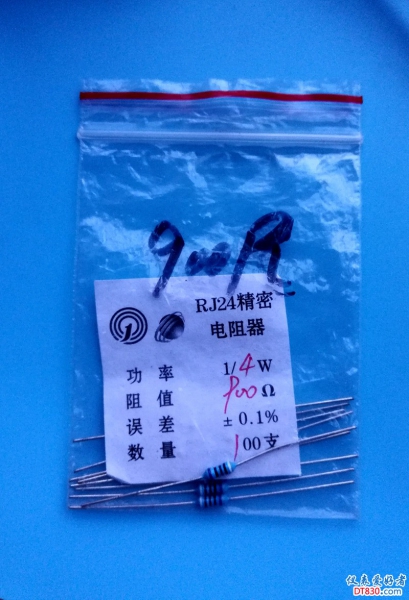 900R
RJ24精密
电阻器
功率 1/4W
阻值 900Ω
误差 ±0.1%
数量 100支
仪表爱好者
DT830.com